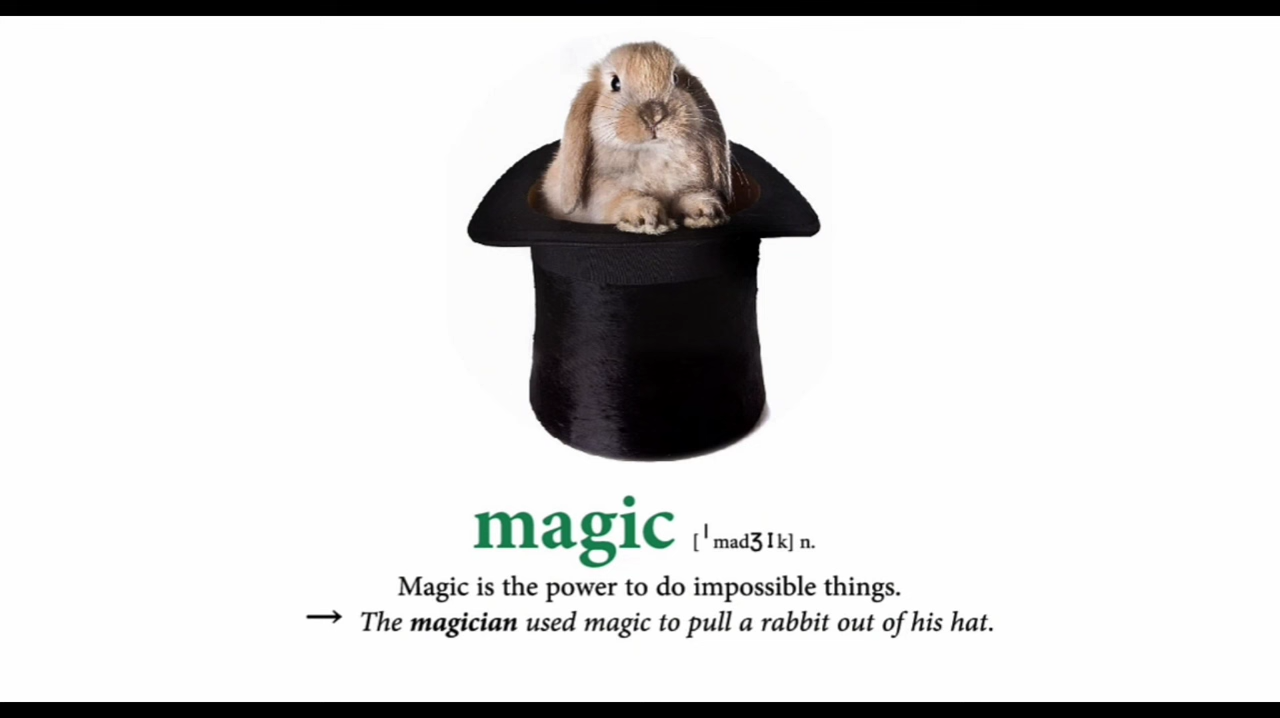 magic [ˈmadʒɪk] n.
Magic is the power to do impossible things.
→ The magician used magic to pull a rabbit out of his hat.